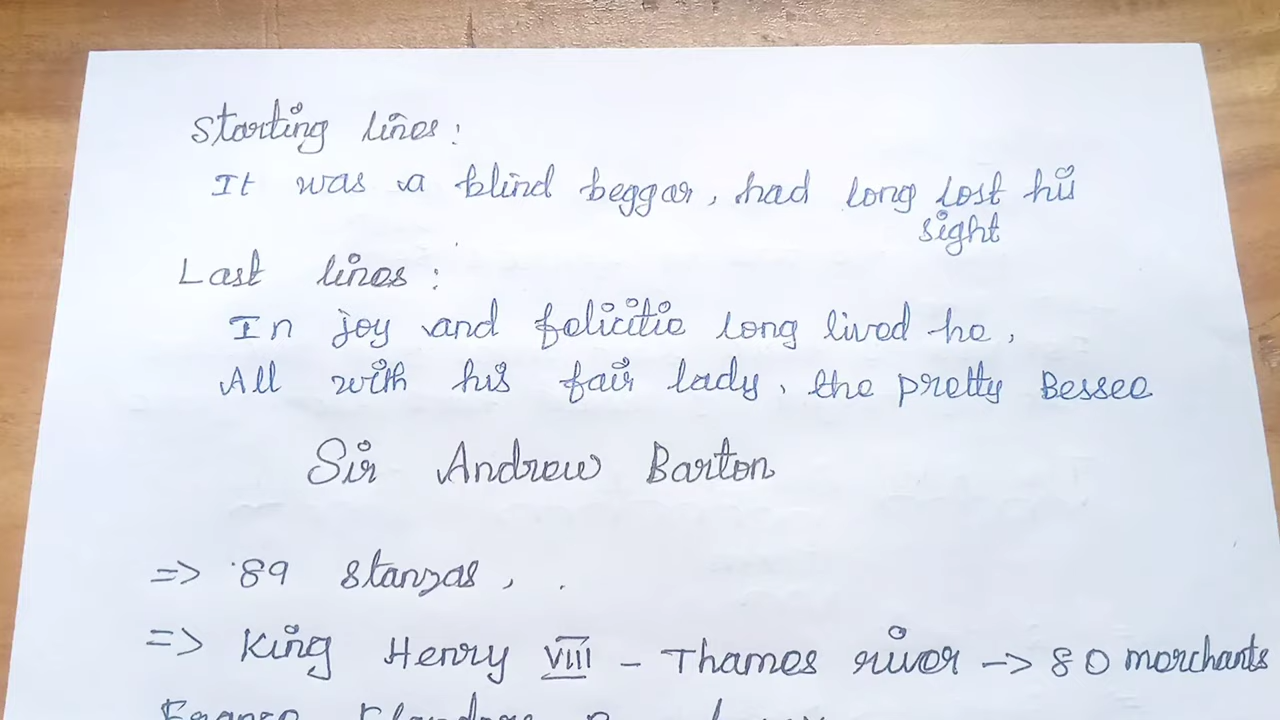 Starting lines:
It was a blind beggar, had long lost his
sight
Last lines:
In joy and felicitie long lived he,
All with his fair lady, the pretty Bessee
Sir Andrew Barton
=> 89 stanzas,
=> King Henry VIII - Thames river -> 80 merchants